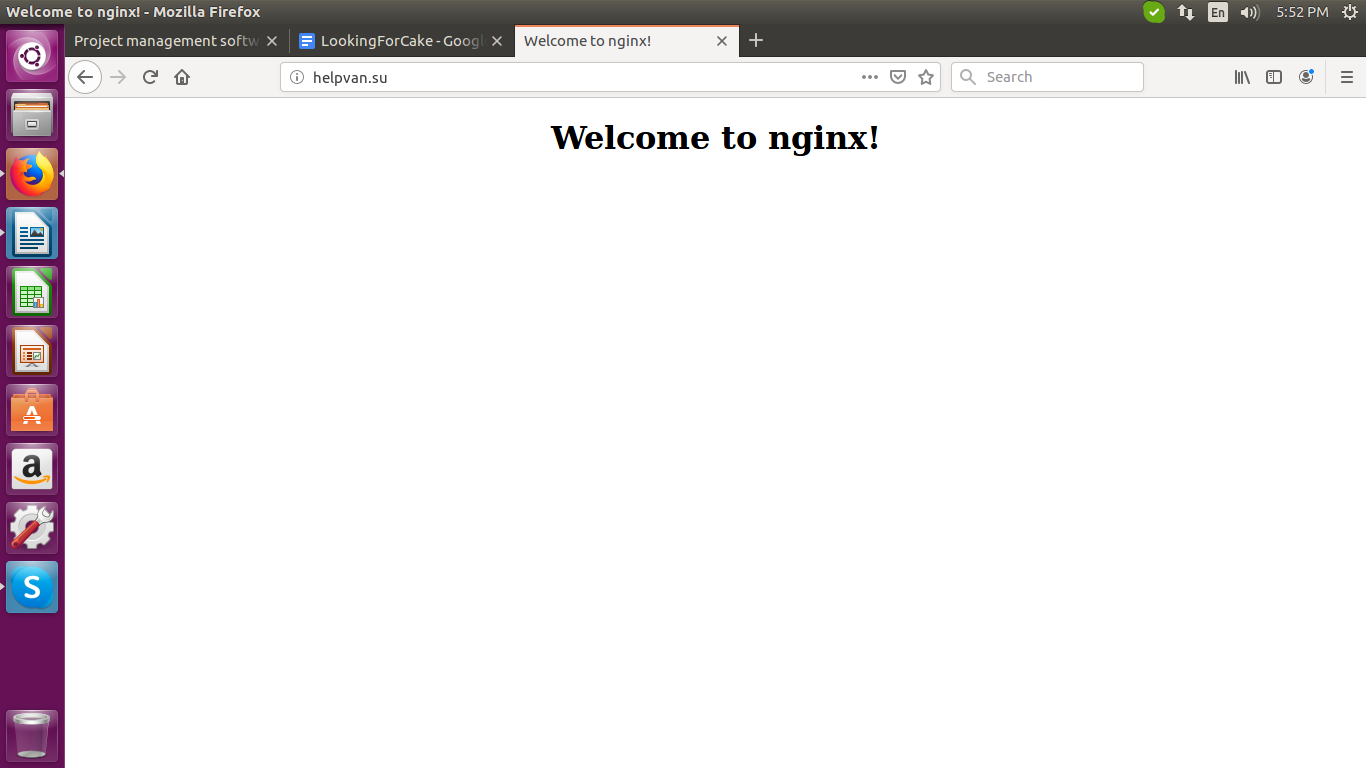 Welcome to nginx! - Mozilla Firefox
En
5:52 PM
Project management softw
LookingForCake - Googl
Welcome to nginx!
helpvan.su
Search
Welcome to nginx!